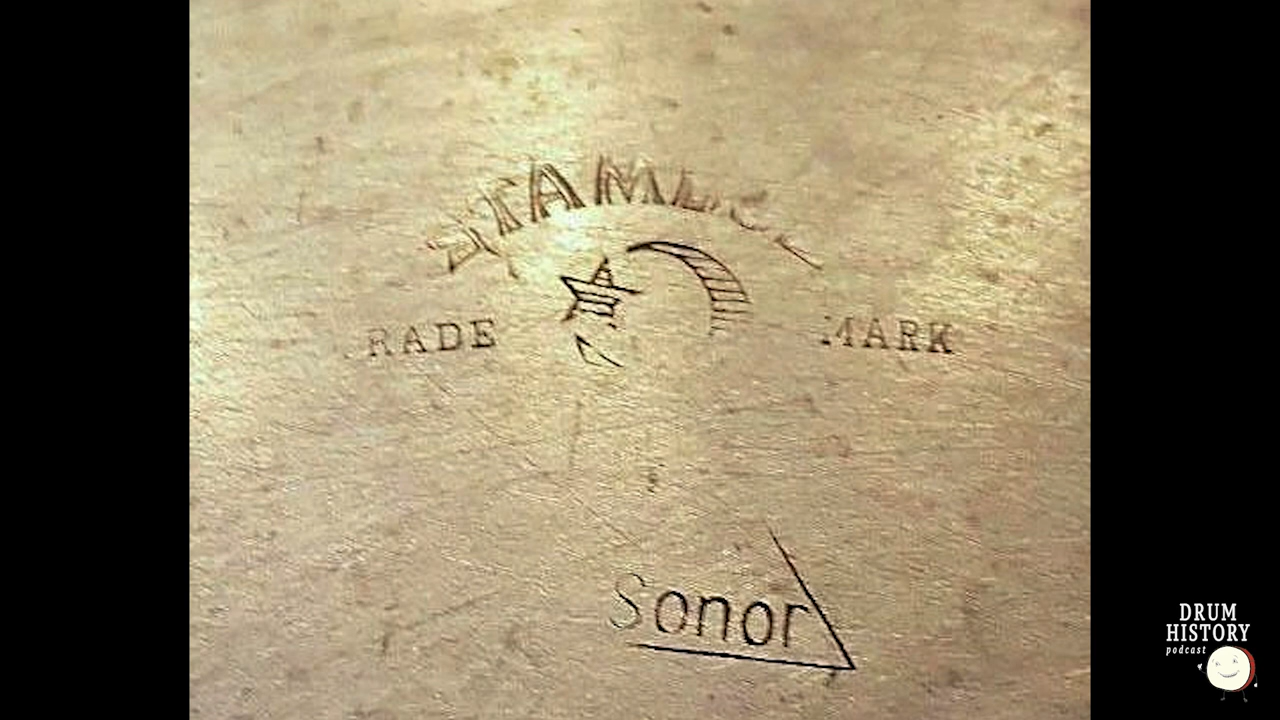 RADE MARK
Sonor
DRUM
HISTORY
podcast